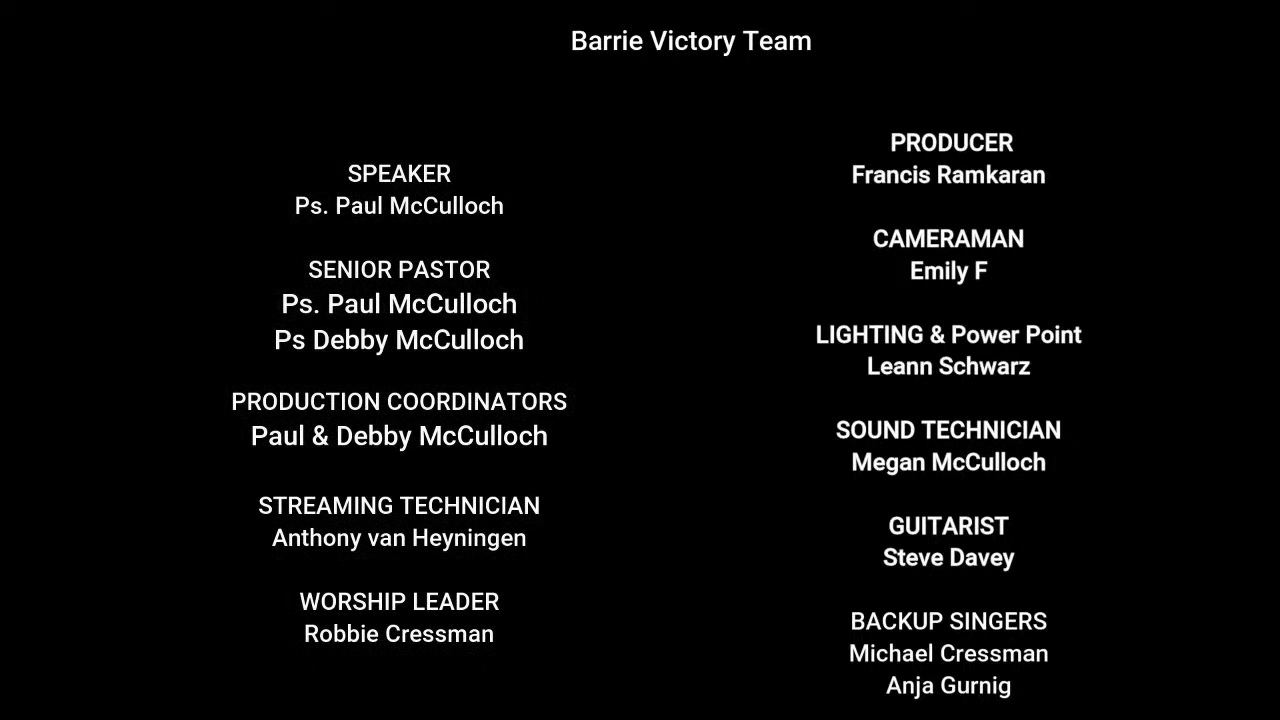 Barrie Victory Team
SPEAKER
Ps. Paul McCulloch
SENIOR PASTOR
Ps. Paul McCulloch
Ps Debby McCulloch
PRODUCTION COORDINATORS
Paul & Debby McCulloch
STREAMING TECHNICIAN
Anthony van Heyningen
WORSHIP LEADER
Robbie Cressman
PRODUCER
Francis Ramkaran
CAMERAMAN
Emily F
LIGHTING & Power Point
Leann Schwarz
SOUND TECHNICIAN
Megan McCulloch
GUITARIST
Steve Davey
BACKUP SINGERS
Michael Cressman
Anja Gurnig